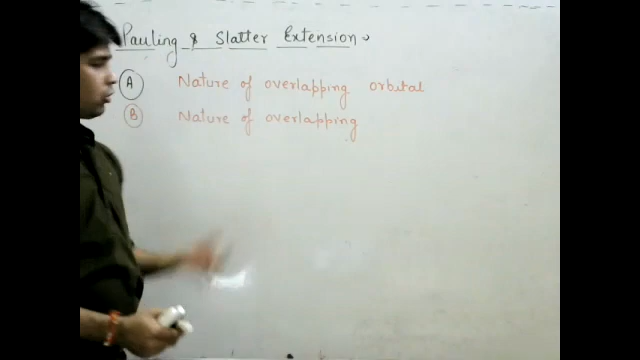 Pauling & Slatter Extension
A Nature of overlapping orbital
B Nature of overlapping